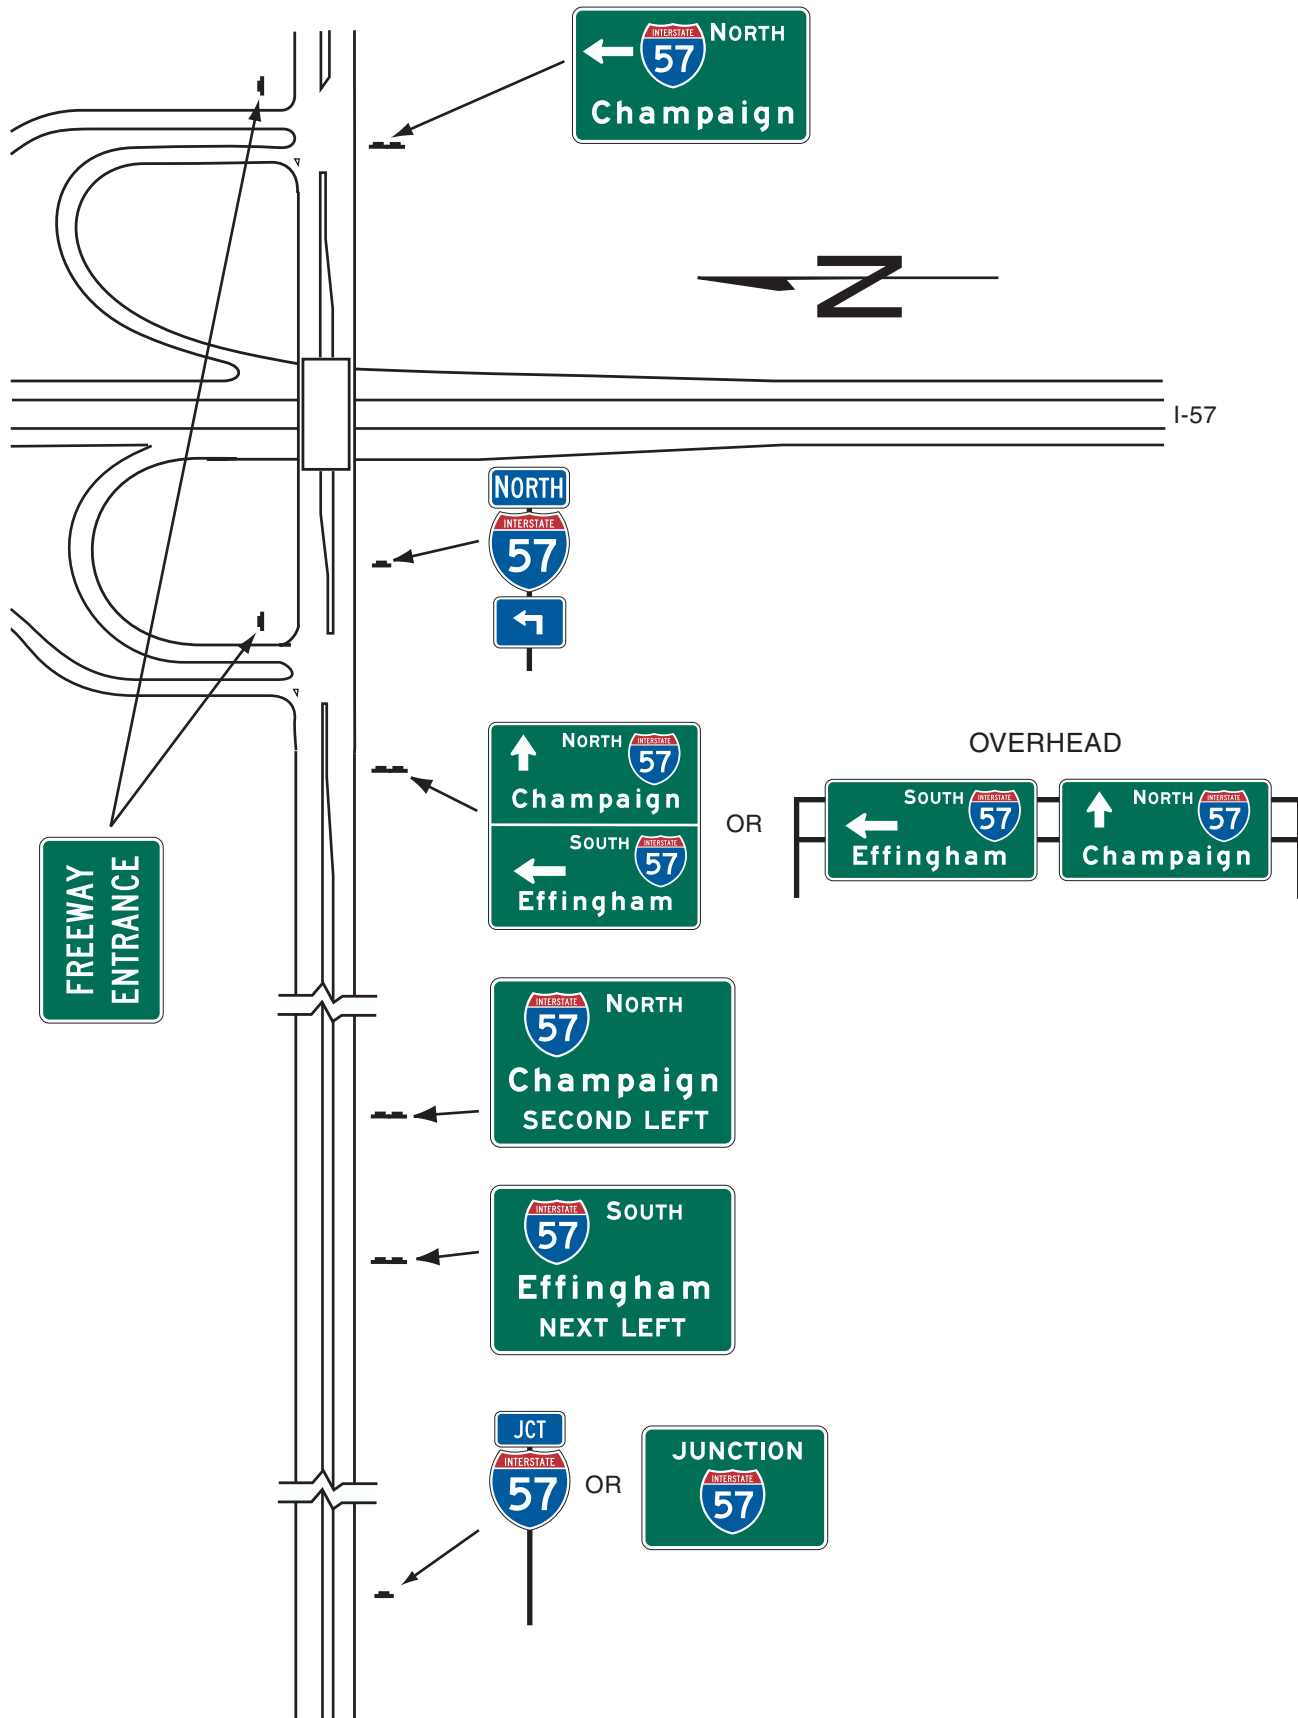 INTERSTATE
57
NORTH
Champaign
N
I-57
NORTH
INTERSTATE
57
NORTH
INTERSTATE
57
Champaign
SOUTH
INTERSTATE
57
Effingham
OR
OVERHEAD
SOUTH
INTERSTATE
57
Effingham
NORTH
INTERSTATE
57
Champaign
FREEWAY
ENTRANCE
INTERSTATE
57
NORTH
Champaign
SECOND LEFT
INTERSTATE
57
SOUTH
Effingham
NEXT LEFT
JCT
INTERSTATE
57
OR
JUNCTION
INTERSTATE
57